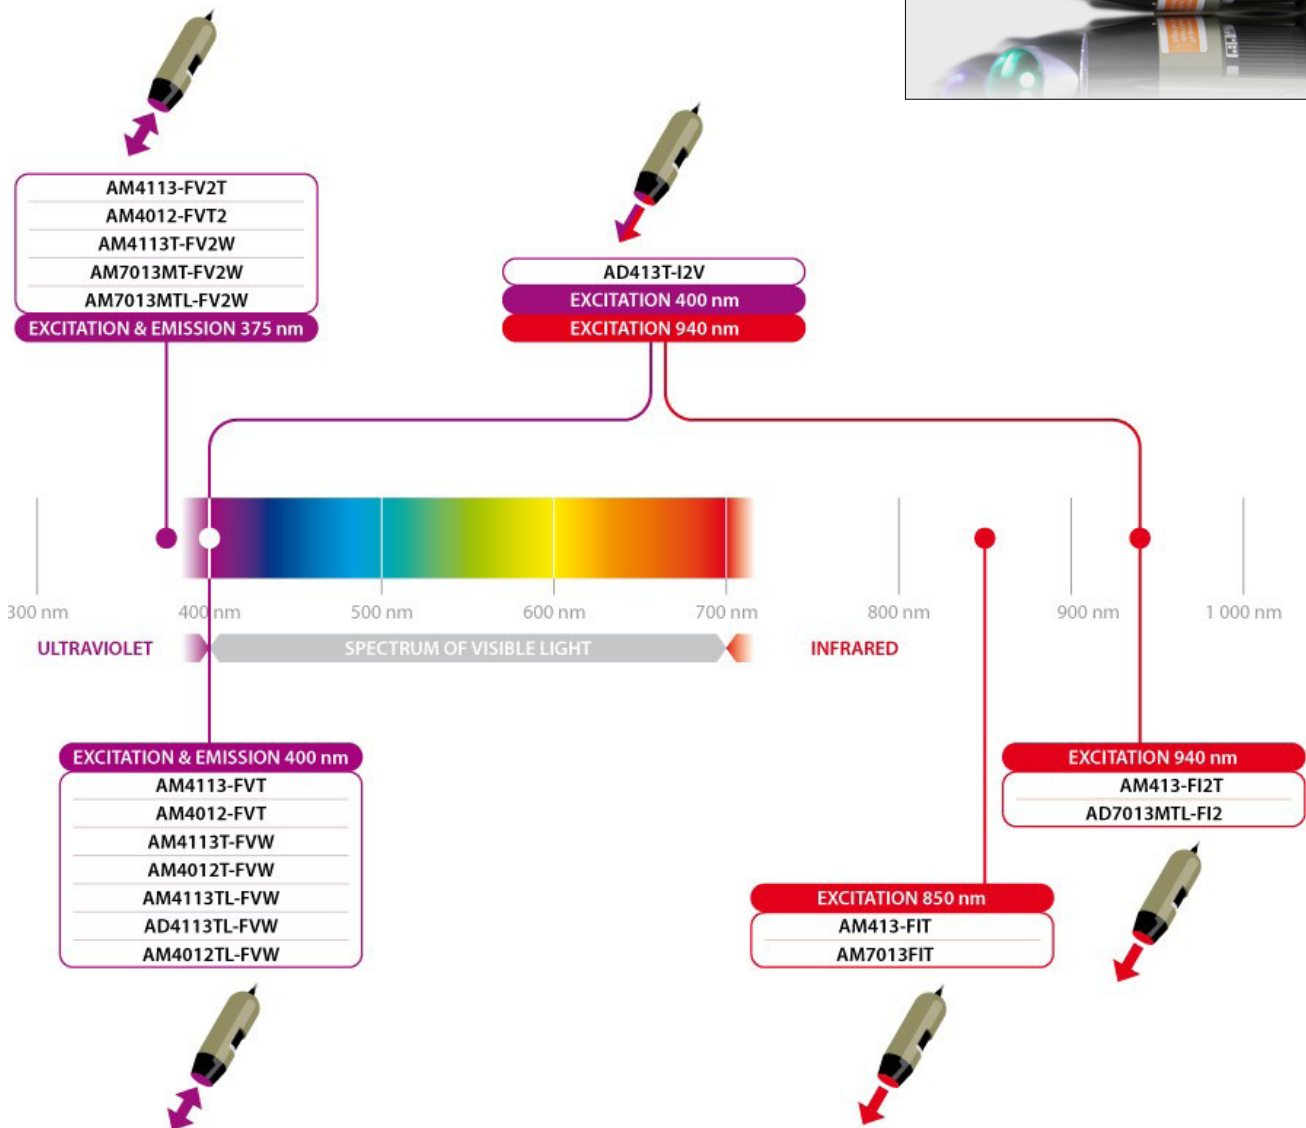 AM4113-FV2T
AM4012-FVT2
AM4113T-FV2W
AM7013MT-FV2W
AM7013MTL-FV2W
EXCITATION & EMISSION 375 nm
AD413T-I2V
EXCITATION 400 nm
EXCITATION 940 nm
300 nm
400 nm
500 nm
600 nm
700 nm
800 nm
900 nm
1 000 nm
ULTRAVIOLET
SPECTRUM OF VISIBLE LIGHT
INFRARED
EXCITATION & EMISSION 400 nm
AM4113-FVT
AM4012-FVT
AM4113T-FVW
AM4012T-FVW
AM4113TL-FVW
AD4113TL-FVW
AM4012TL-FVW
EXCITATION 850 nm
AM413-FIT
AM7013FIT
EXCITATION 940 nm
AM413-FI2T
AD7013MTL-FI2